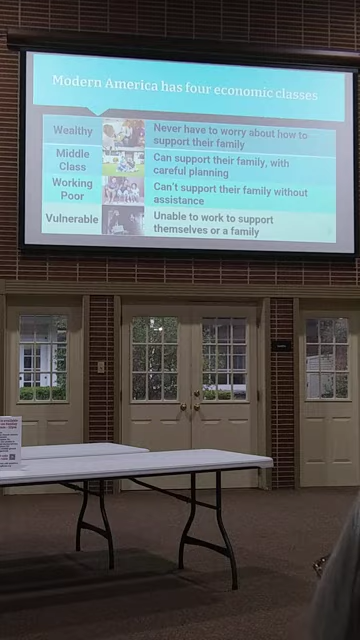 Modern America has four economic classes
Wealthy
Never have to worry about how to
support their family
Middle
Class
Can support their family, with
careful planning
Working
Poor
Can't support their family without
assistance
Vulnerable
Unable to work to support
themselves or a family